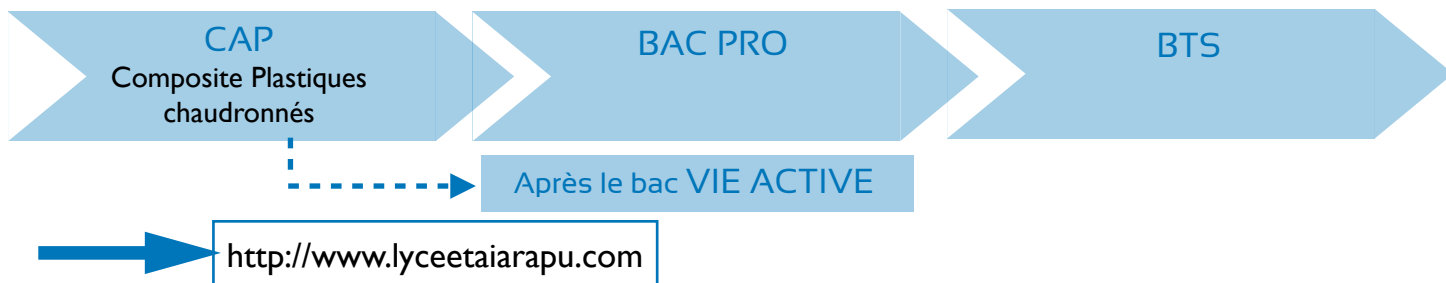 CAP
Composite Plastiques
chaudronnés
BAC PRO
BTS
Après le bac VIE ACTIVE
http://www.lyceetaiarapu.com